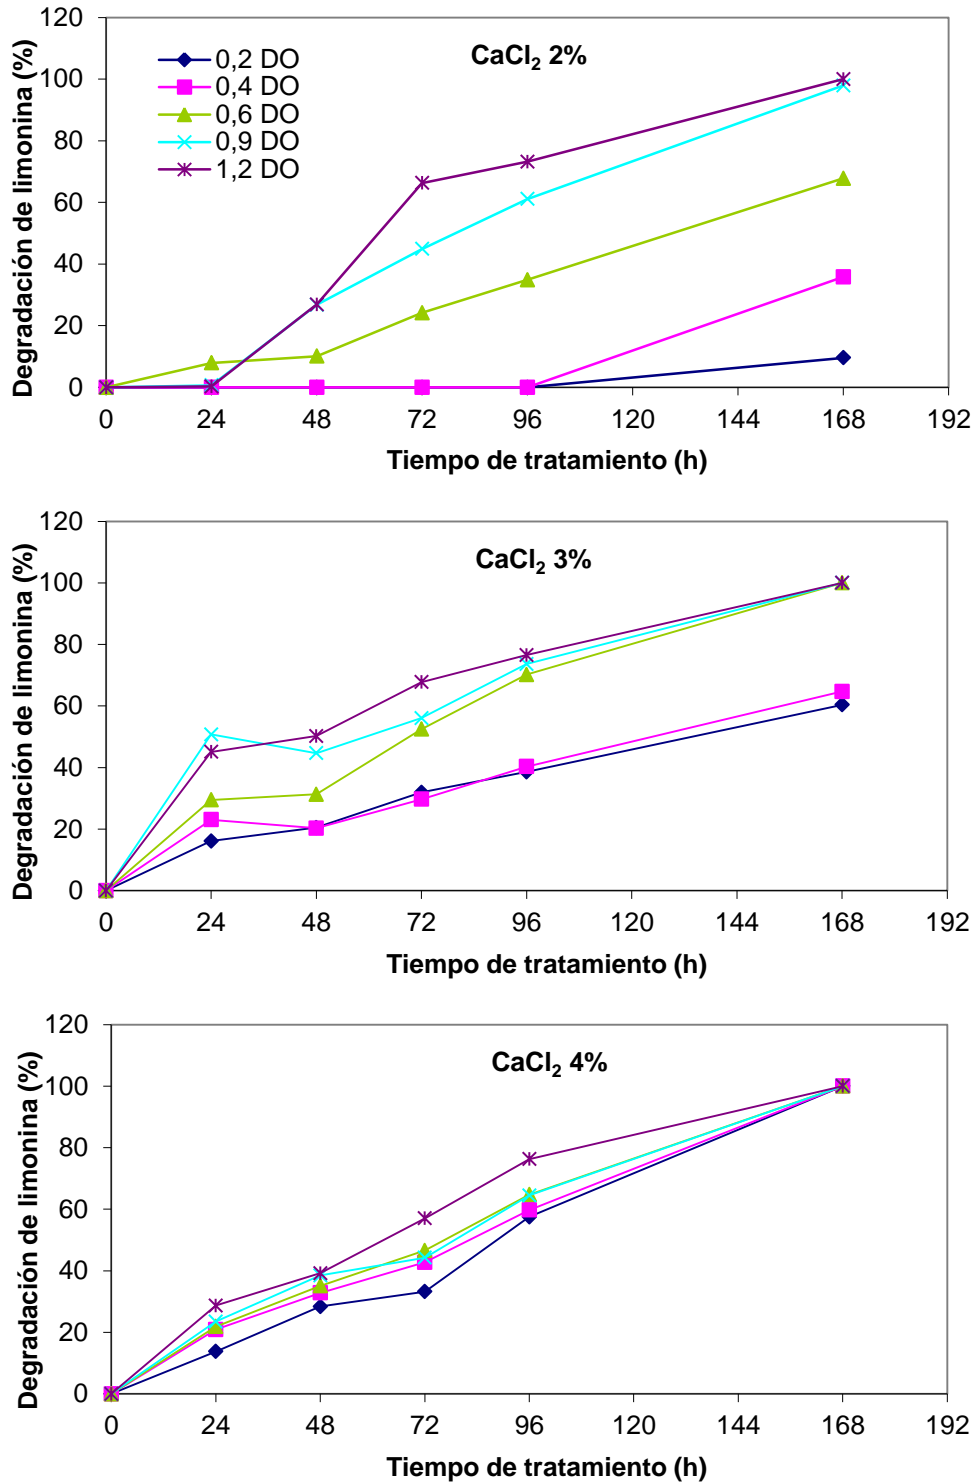 120
100
80
60
40
20
0
Degradación de limonina (%)
0,2 DO
0,4 DO
0,6 DO
0,9 DO
1,2 DO
CaCl₂ 2%
0 24 48 72 96 120 144 168 192
Tiempo de tratamiento (h)
120
100
80
60
40
20
0
Degradación de limonina (%)
CaCl₂ 3%
0 24 48 72 96 120 144 168 192
Tiempo de tratamiento (h)
120
100
80
60
40
20
0
Degradación de limonina (%)
CaCl₂ 4%
0 24 48 72 96 120 144 168 192
Tiempo de tratamiento (h)